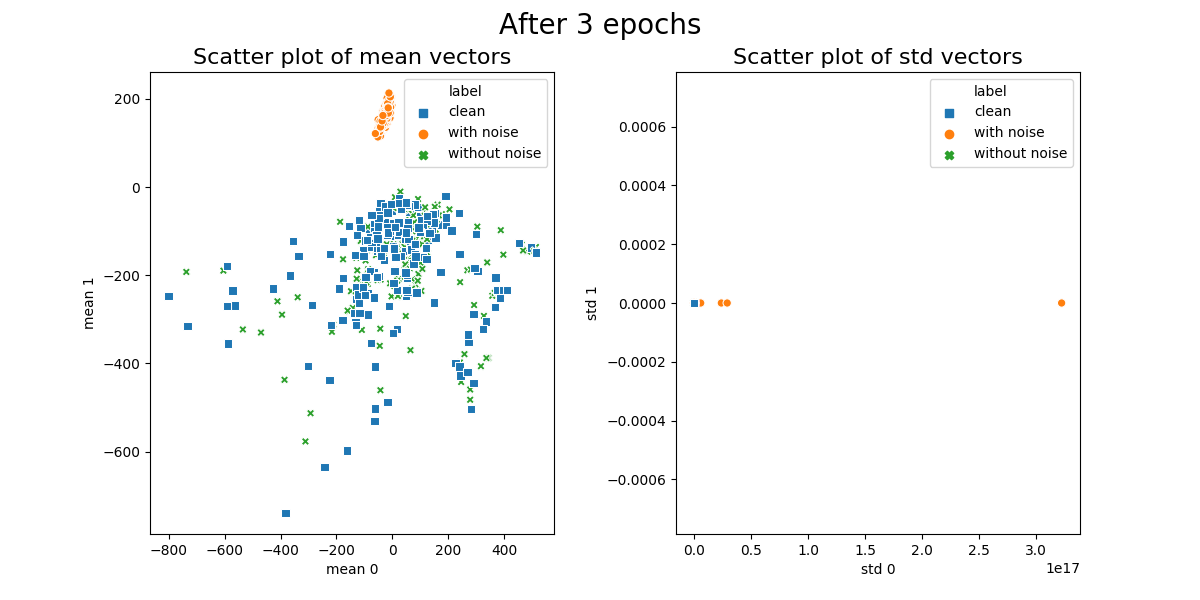 After 3 epochs
Scatter plot of mean vectors
Scatter plot of std vectors
label
clean
with noise
without noise
200
0
−200
−400
−600
mean 1
−800
−600
−400
−200
0
200
400
mean 0
label
clean
with noise
without noise
0.0006
0.0004
0.0002
0.0000
−0.0002
−0.0004
−0.0006
std 1
0.0
0.5
1.0
1.5
2.0
2.5
3.0
1e17
std 0